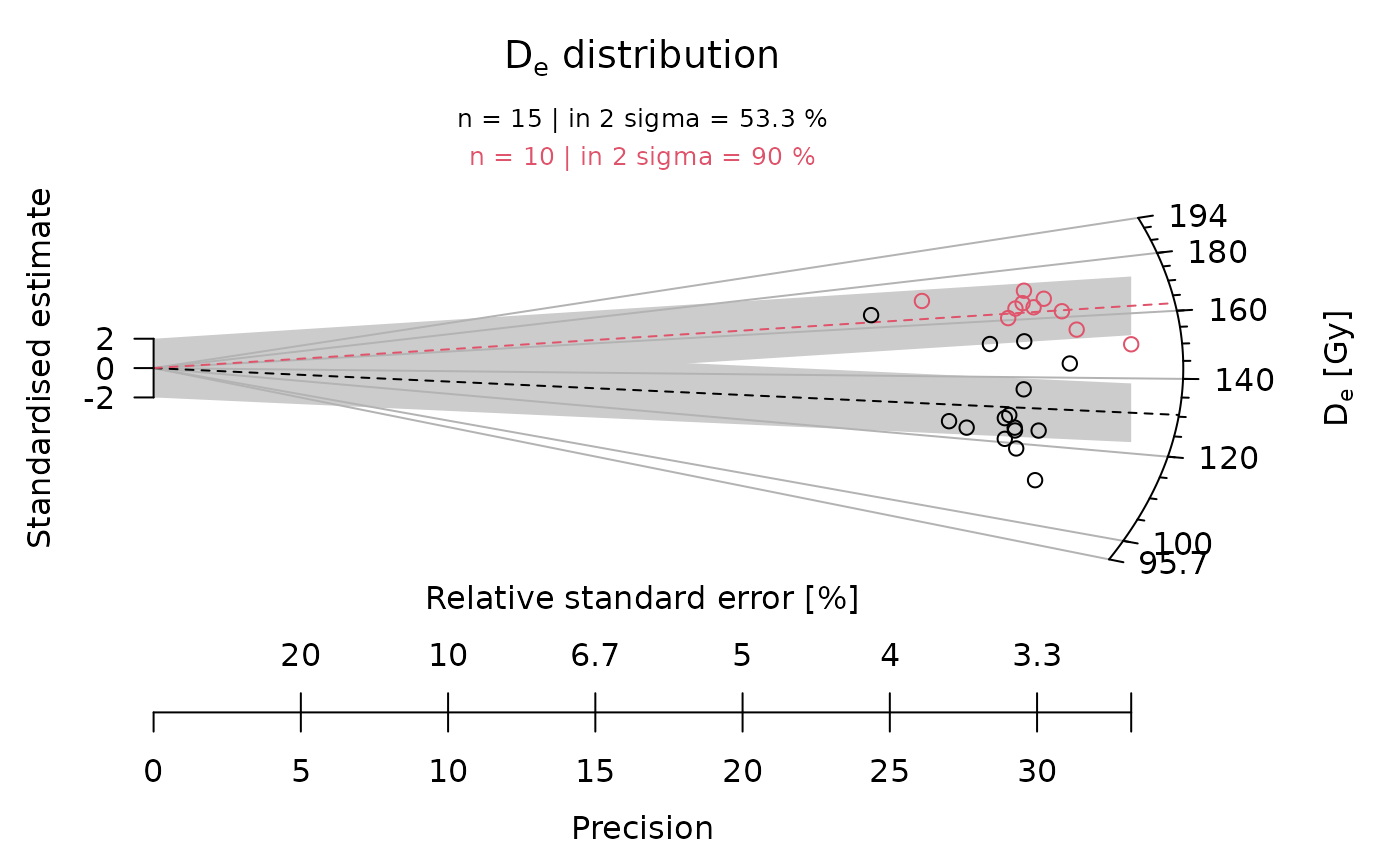 Dₑ distribution
n = 15 | in 2 sigma = 53.3 %
n = 10 | in 2 sigma = 90 %
Standardised estimate
2
0
-2
194
180
160
140
120
100
95.7
Dₑ [Gy]
Relative standard error [%]
20 10 6.7 5 4 3.3
0 5 10 15 20 25 30
Precision